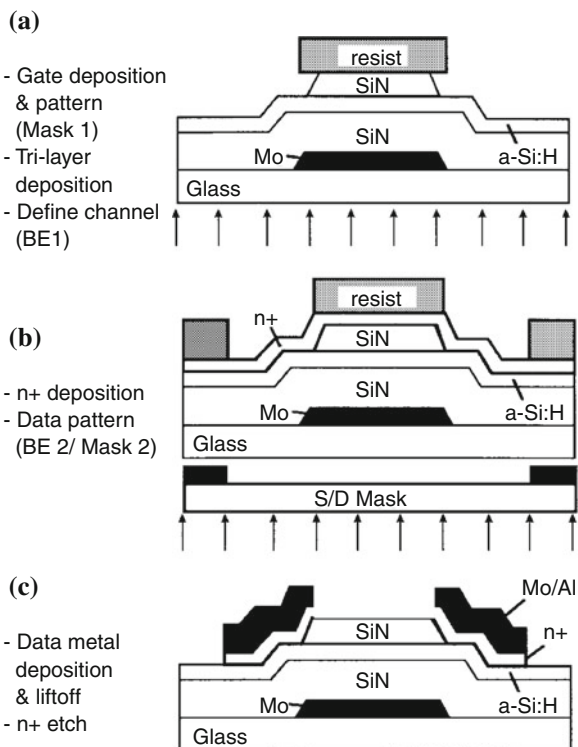 (a)
- Gate deposition
& pattern
(Mask 1)
- Tri-layer
deposition
- Define channel
(BE1)
resist
SiN
SiN
Mo
a-Si:H
Glass
(b)
- n+ deposition
- Data pattern
(BE 2/ Mask 2)
resist
n+
SiN
SiN
Mo
a-Si:H
Glass
S/D Mask
(c)
- Data metal
deposition
& liftoff
- n+ etch
Mo/Al
SiN
n+
SiN
Mo
a-Si:H
Glass